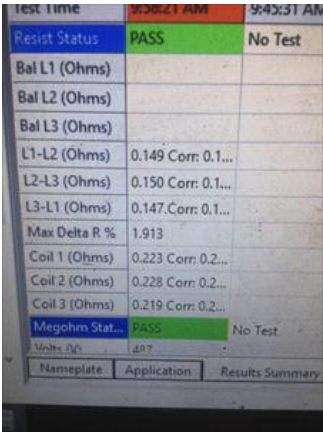 Test Time 9:58:21 AM 9:45:31 AM
Resist Status PASS No Test
Bal L1 (Ohms)
Bal L2 (Ohms)
Bal L3 (Ohms)
L1-L2 (Ohms) 0.149 Corr: 0.1...
L2-L3 (Ohms) 0.150 Corr: 0.1...
L3-L1 (Ohms) 0.147 Corr: 0.1...
Max Delta R % 1.913
Coil 1 (Ohms) 0.223 Corr: 0.2...
Coil 2 (Ohms) 0.228 Corr: 0.2...
Coil 3 (Ohms) 0.219 Corr: 0.2...
Megohm Stat... PASS No Test
Volts (V) 487
Nameplate Application Results Summary